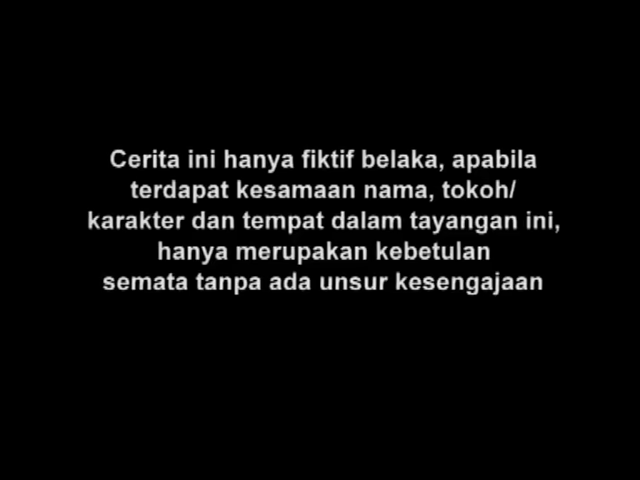 Cerita ini hanya fiktif belaka, apabila
terdapat kesamaan nama, tokoh/
karakter dan tempat dalam tayangan ini,
hanya merupakan kebetulan
semata tanpa ada unsur kesengajaan